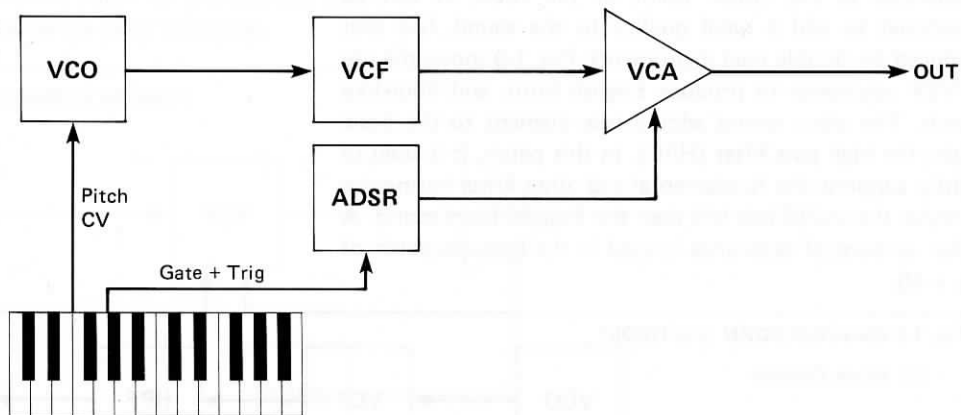 VCO
VCF
VCA
OUT
ADSR
Pitch
CV
Gate + Trig